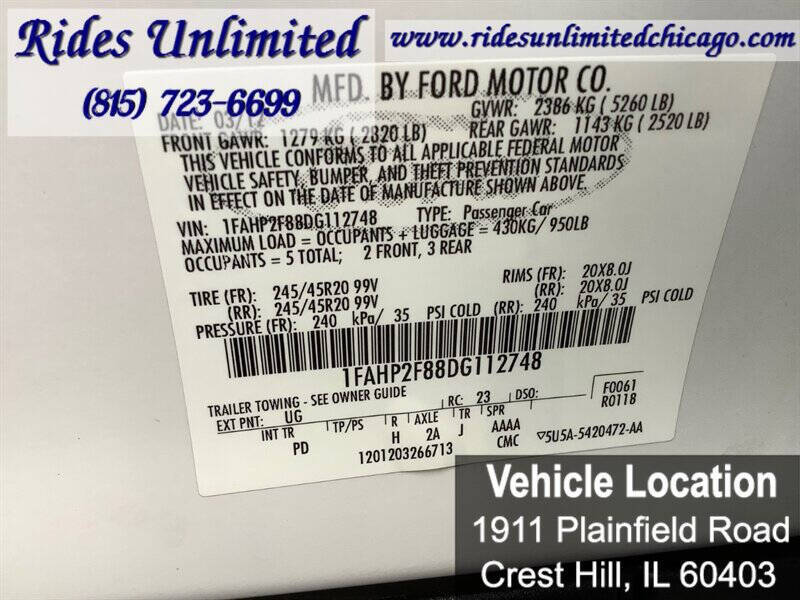 Rides Unlimited
www.ridesunlimitedchicago.com
(815) 723-6699
MFD. BY FORD MOTOR CO.
DATE: 03/12
GVWR: 2386 KG (5260 LB)
FRONT GAWR: 1279 KG (2820 LB)
REAR GAWR: 1143 KG (2520 LB)
THIS VEHICLE CONFORMS TO ALL APPLICABLE FEDERAL MOTOR
VEHICLE SAFETY, BUMPER, AND THEFT PREVENTION STANDARDS
IN EFFECT ON THE DATE OF MANUFACTURE SHOWN ABOVE.
VIN: 1FAHP2F88DG112748 TYPE: Passenger Car
MAXIMUM LOAD = OCCUPANTS + LUGGAGE = 430KG/ 950LB
OCCUPANTS = 5 TOTAL; 2 FRONT, 3 REAR
TIRE (FR): 245/45R20 99V RIMS (FR): 20X8.0J
(RR): 245/45R20 99V (RR): 20X8.0J
PRESSURE (FR): 240 kPa/ 35 PSI COLD (RR): 240 kPa/ 35 PSI COLD
1FAHP2F88DG112748
TRAILER TOWING - SEE OWNER GUIDE
EXT PNT: UG RC: 23 DSO: F0061
R0118
INT TR TP/PS R AXLE TR SPR
PD H 2A J AAAA
CMC ▽5U5A-5420472-AA
1201203266713
Vehicle Location
1911 Plainfield Road
Crest Hill, IL 60403